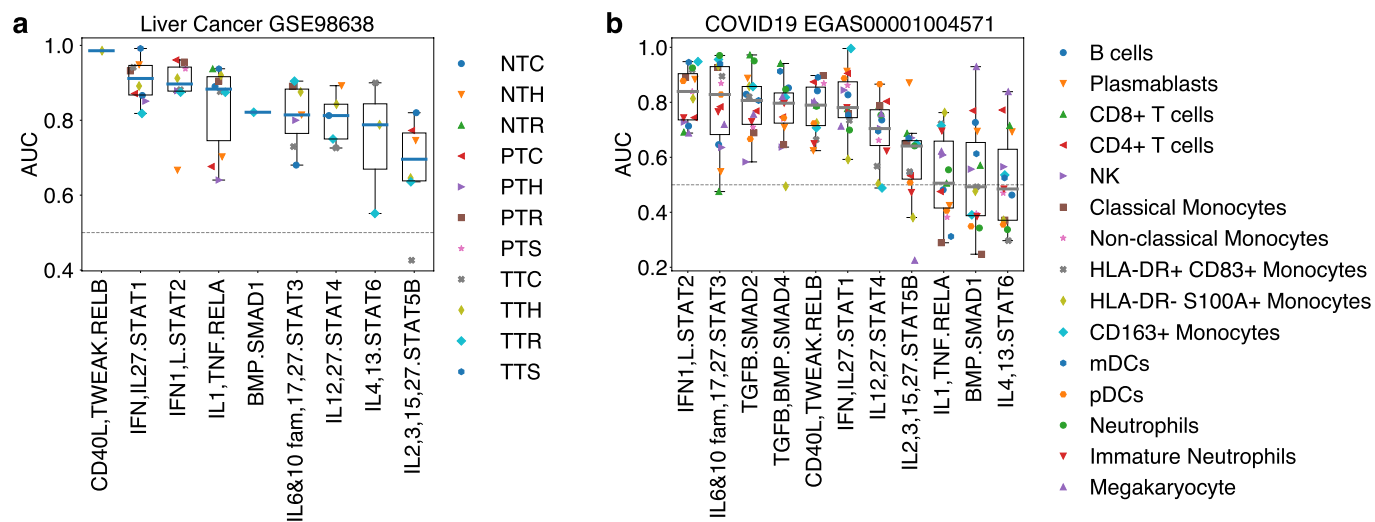 a
Liver Cancer GSE98638
AUC
1.0
0.8
0.6
0.4
CD40L,TWEAK.RELB
IFN,IL27.STAT1
IFN1,L.STAT2
IL1,TNF.RELA
BMP.SMAD1
IL6&10 fam,17,27.STAT3
IL12,27.STAT4
IL4,13.STAT6
IL2,3,15,27.STAT5B
NTC
NTH
NTR
PTC
PTH
PTR
PTS
TTC
TTH
TTR
TTS
b
COVID19 EGAS00001004571
AUC
1.0
0.8
0.6
0.4
0.2
IFN1,L.STAT2
IL6&10 fam,17,27.STAT3
TGFB.SMAD2
TGFB,BMP.SMAD4
CD40L,TWEAK.RELB
IFN,IL27.STAT1
IL12,27.STAT4
IL2,3,15,27.STAT5B
IL1,TNF.RELA
BMP.SMAD1
IL4,13.STAT6
B cells
Plasmablasts
CD8+ T cells
CD4+ T cells
NK
Classical Monocytes
Non-classical Monocytes
HLA-DR+ CD83+ Monocytes
HLA-DR- S100A+ Monocytes
CD163+ Monocytes
mDCs
pDCs
Neutrophils
Immature Neutrophils
Megakaryocyte